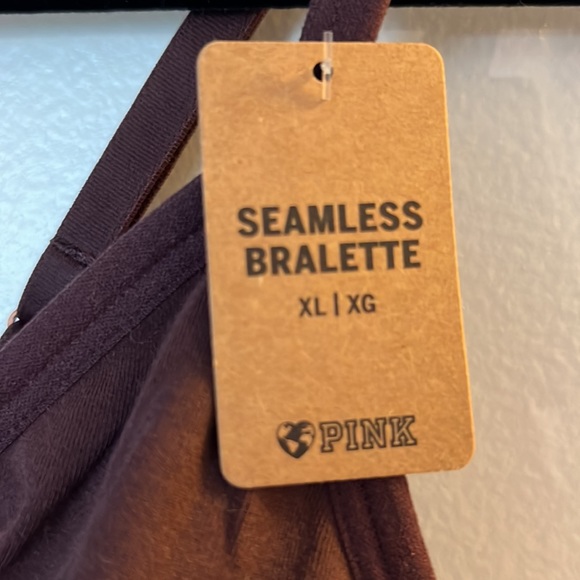 SEAMLESS
BRALETTE
XL | XG
PINK